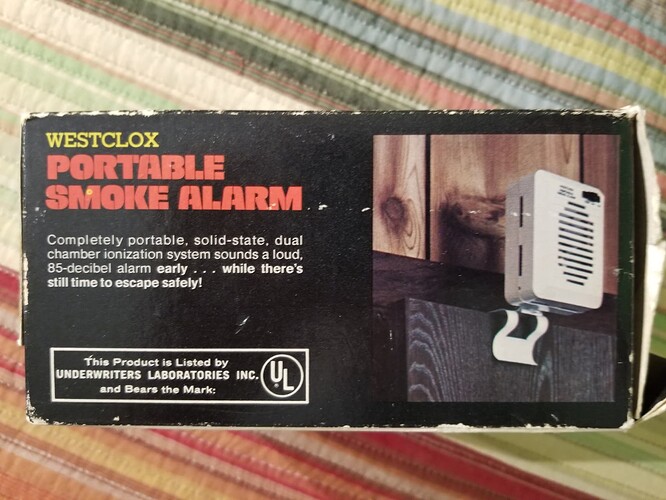 WESTCLOX
PORTABLE
SMOKE ALARM
Completely portable, solid-state, dual
chamber ionization system sounds a loud,
85-decibel alarm early . . . while there's
still time to escape safely!
This Product is Listed by
UNDERWRITERS LABORATORIES INC.
and Bears the Mark:
UL